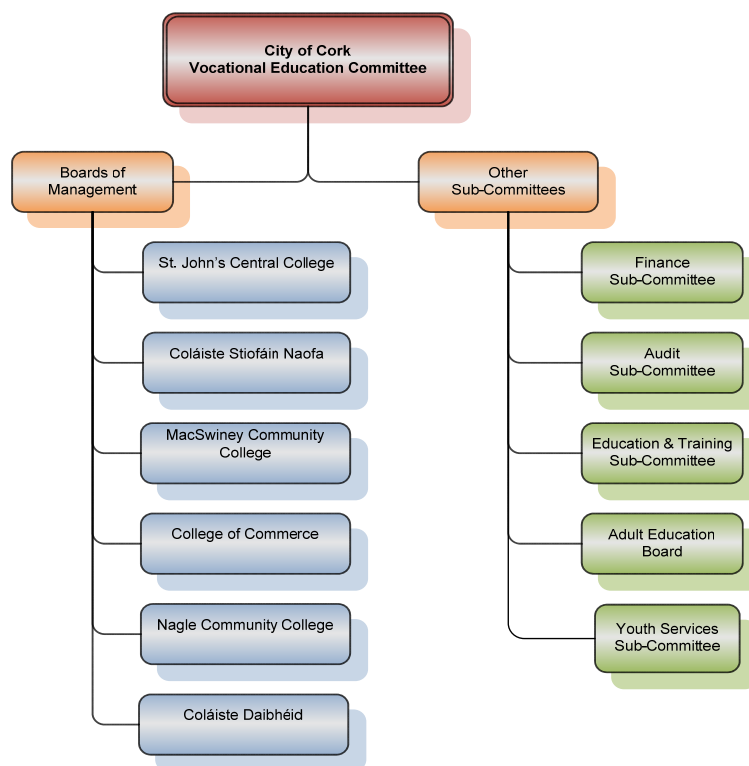 City of Cork
Vocational Education Committee
Boards of
Management
Other
Sub-Committees
St. John's Central College
Coláiste Stiofáin Naofa
MacSwiney Community
College
College of Commerce
Nagle Community College
Coláiste Daibhéid
Finance
Sub-Committee
Audit
Sub-Committee
Education & Training
Sub-Committee
Adult Education
Board
Youth Services
Sub-Committee